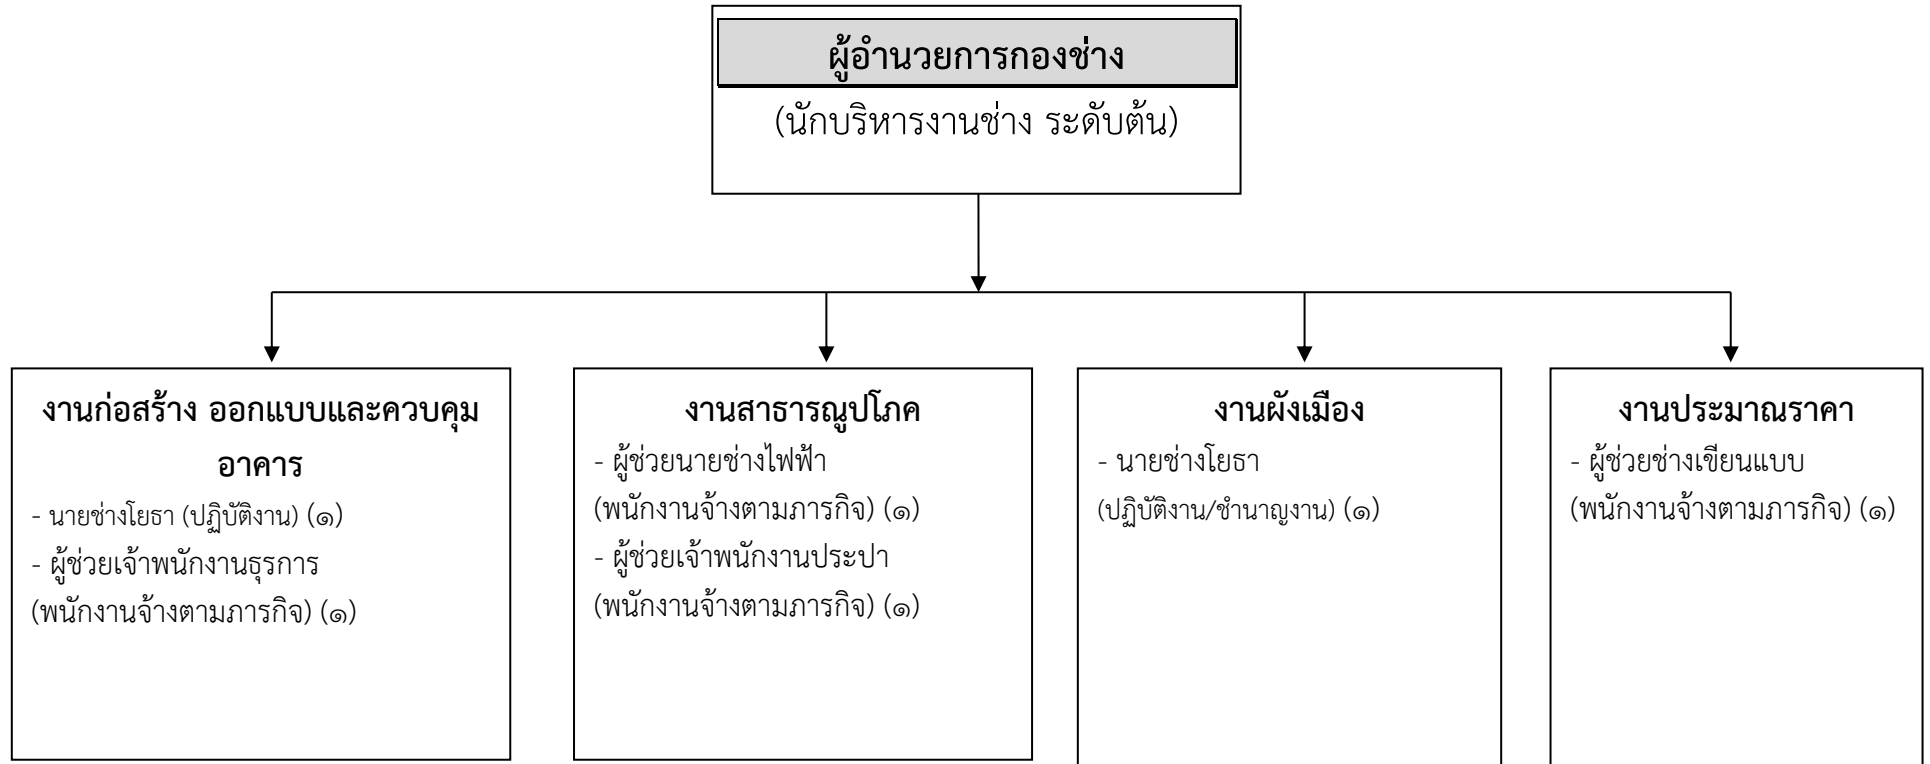 ผู้อำนวยการกองช่าง
(นักบริหารงานช่าง ระดับต้น)
งานก่อสร้าง ออกแบบและควบคุม
อาคาร
- นายช่างโยธา (ปฏิบัติงาน) (๑)
- ผู้ช่วยเจ้าพนักงานธุรการ
(พนักงานจ้างตามภารกิจ) (๑)
งานสาธารณูปโภค
- ผู้ช่วยนายช่างไฟฟ้า
(พนักงานจ้างตามภารกิจ) (๑)
- ผู้ช่วยเจ้าพนักงานประปา
(พนักงานจ้างตามภารกิจ) (๑)
งานผังเมือง
- นายช่างโยธา
(ปฏิบัติงาน/ชำนาญงาน) (๑)
งานประมาณราคา
- ผู้ช่วยช่างเขียนแบบ
(พนักงานจ้างตามภารกิจ) (๑)